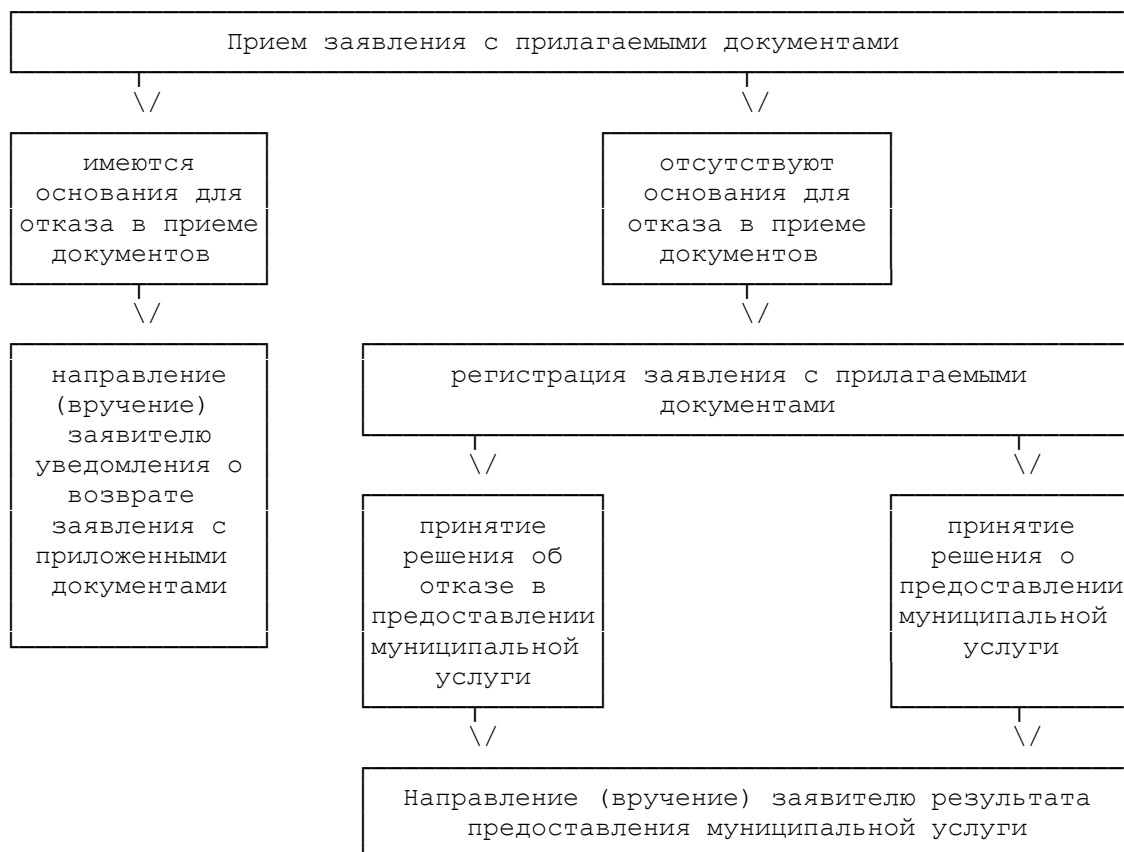 Прием заявления с прилагаемыми документами
имеются
основания для
отказа в приеме
документов
отсутствуют
основания для
отказа в приеме
документов
направление
(вручение)
заявителю
уведомления о
возврате
заявления с
приложенными
документами
регистрация заявления с прилагаемыми
документами
принятие
решения об
отказе в
предоставлении
муниципальной
услуги
принятие
решения о
предоставлении
муниципальной
услуги
Направление (вручение) заявителю результата
предоставления муниципальной услуги